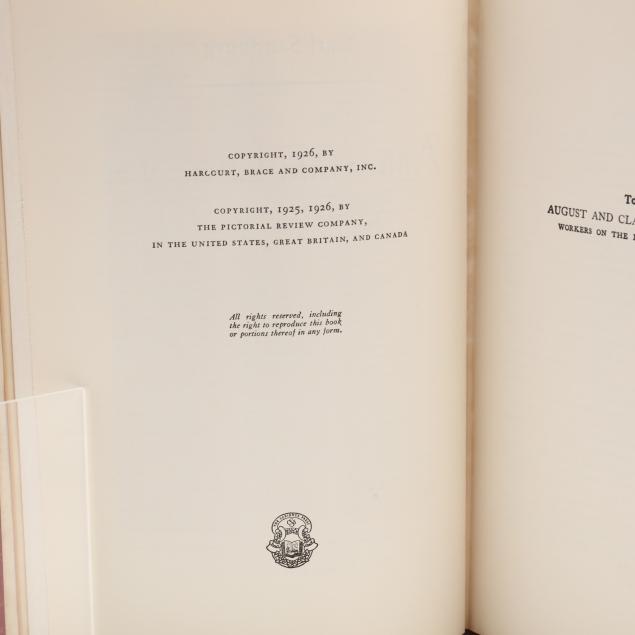 COPYRIGHT, 1926, BY
HARCOURT, BRACE AND COMPANY, INC.
COPYRIGHT, 1925, 1926, BY
THE PICTORIAL REVIEW COMPANY,
IN THE UNITED STATES, GREAT BRITAIN, AND CANADA
All rights reserved, including
the right to reproduce this book
or portions thereof in any form.
To
AUGUST AND CLA
WORKERS ON THE